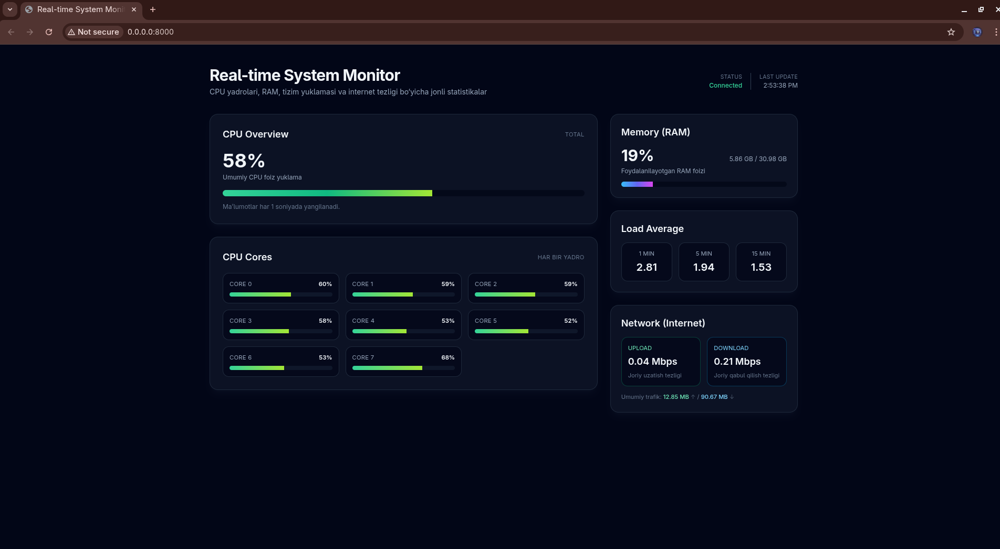 Real-time System Moni
Not secure 0.0.0.0:8000
Real-time System Monitor
CPU yadrolari, RAM, tizim yuklamasi va internet tezligi bo‘yicha jonli statistikalar
STATUS
Connected
LAST UPDATE
2:53:38 PM
CPU Overview
TOTAL
58%
Umumiy CPU foiz yuklama
Ma’lumotlar har 1 soniyada yangilanadi.
CPU Cores
HAR BIR YADRO
CORE 0 60%
CORE 1 59%
CORE 2 59%
CORE 3 58%
CORE 4 53%
CORE 5 52%
CORE 6 53%
CORE 7 68%
Memory (RAM)
19%
5.86 GB / 30.98 GB
Foydalanilayotgan RAM foizi
Load Average
1 MIN
2.81
5 MIN
1.94
15 MIN
1.53
Network (Internet)
UPLOAD
0.04 Mbps
Joriy uzatish tezligi
DOWNLOAD
0.21 Mbps
Joriy qabul qilish tezligi
Umumiy trafik: 12.85 MB ↑ / 90.67 MB ↓